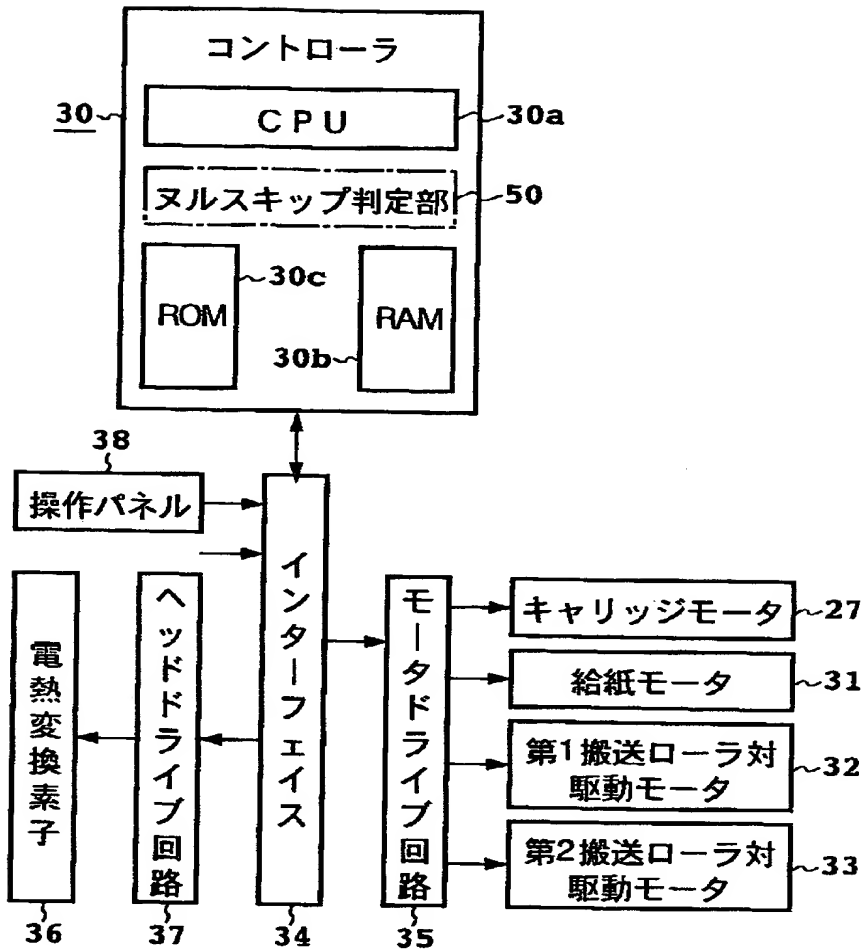 コントローラ
30
CPU
30a
ヌルスキップ判定部
50
ROM
30c
RAM
30b
38
操作パネル
インターフェイス
ヘッドドライブ回路
電熱変換素子
モータドライブ回路
キャリッジモータ
27
給紙モータ
31
第1搬送ローラ対
駆動モータ
32
第2搬送ローラ対
駆動モータ
33
36
37
34
35